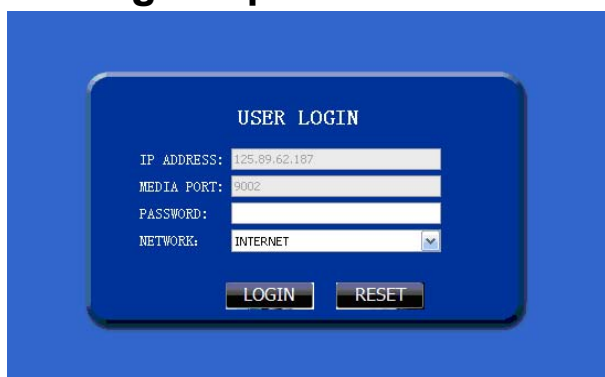 USER LOGIN
IP ADDRESS: 125.89.62.187
MEDIA PORT: 9002
PASSWORD:
NETWORK: INTERNET
LOGIN RESET